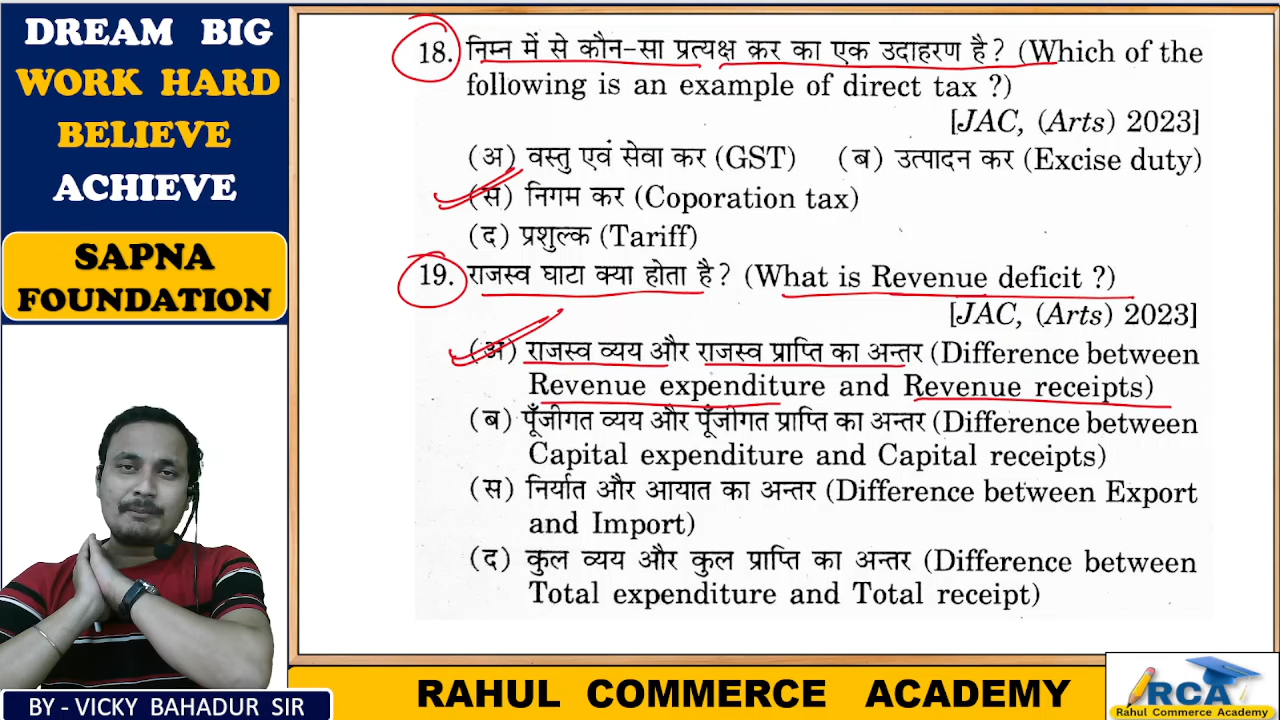 DREAM BIG
WORK HARD
BELIEVE
ACHIEVE
SAPNA
FOUNDATION
BY - VICKY BAHADUR SIR
18. निम्न में से कौन-सा प्रत्यक्ष कर का एक उदाहरण है? (Which of the
following is an example of direct tax ?)
[JAC, (Arts) 2023]
(अ) वस्तु एवं सेवा कर (GST) (ब) उत्पादन कर (Excise duty)
(स) निगम कर (Coporation tax)
(द) प्रशुल्क (Tariff)
19. राजस्व घाटा क्या होता है? (What is Revenue deficit ?)
[JAC, (Arts) 2023]
(अ) राजस्व व्यय और राजस्व प्राप्ति का अन्तर (Difference between
Revenue expenditure and Revenue receipts)
(ब) पूँजीगत व्यय और पूँजीगत प्राप्ति का अन्तर (Difference between
Capital expenditure and Capital receipts)
(स) निर्यात और आयात का अन्तर (Difference between Export
and Import)
(द) कुल व्यय और कुल प्राप्ति का अन्तर (Difference between
Total expenditure and Total receipt)
RAHUL COMMERCE ACADEMY
RCA
Rahul Commerce Academy